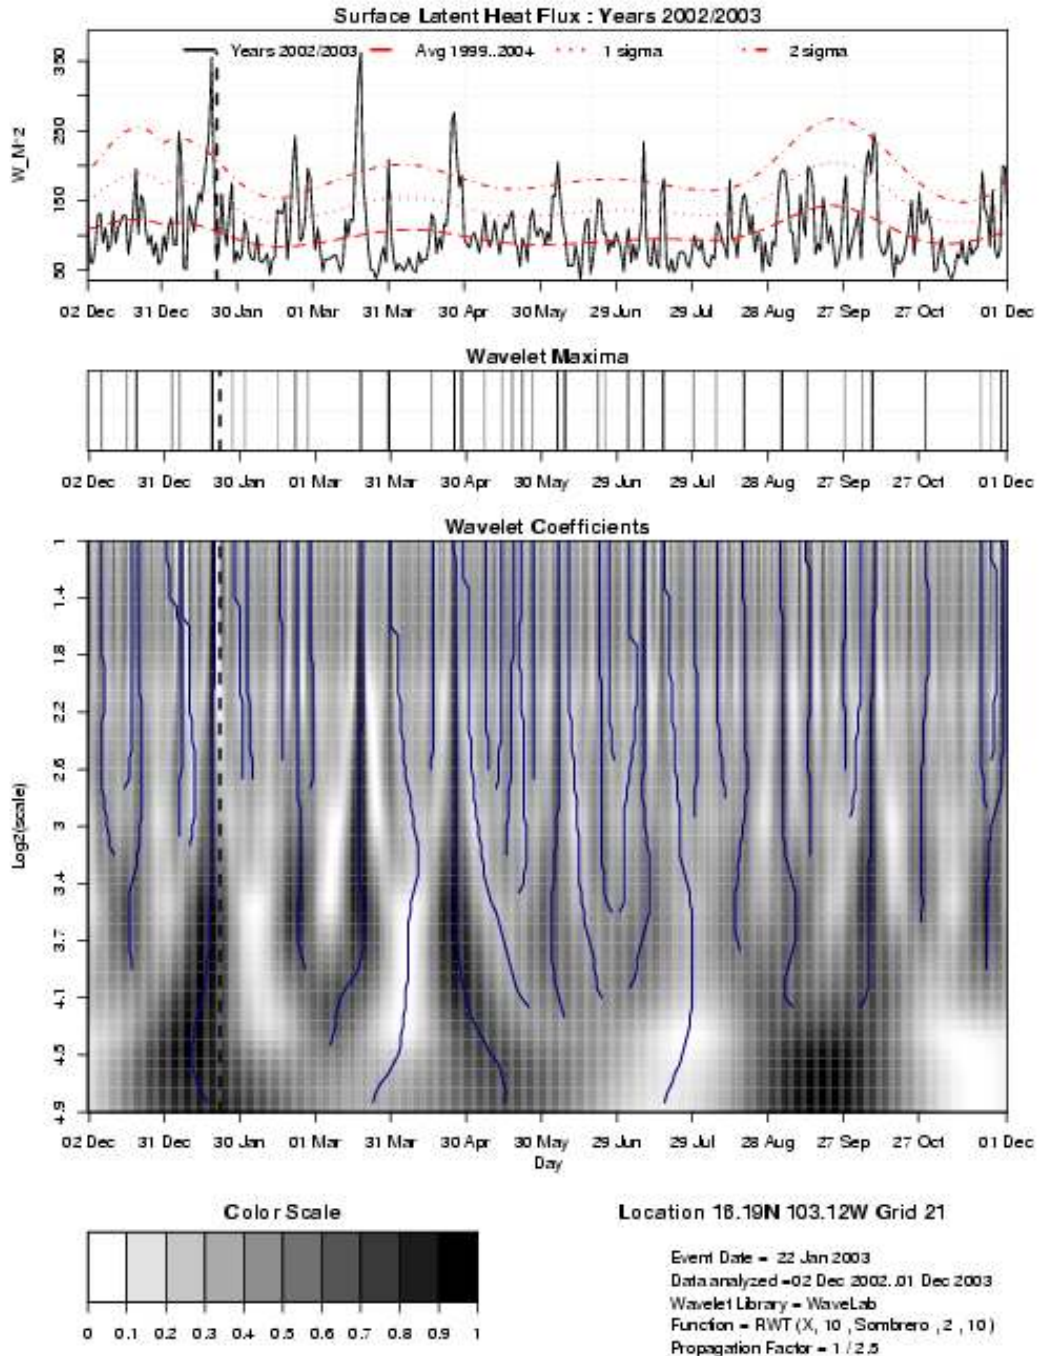 Surface Latent Heat Flux : Years 2002/2003
Years 2002/2003 Avg 1999..2004 1 sigma 2 sigma
W_M^2
350
250
150
50
02 Dec 31 Dec 30 Jan 01 Mar 31 Mar 30 Apr 30 May 29 Jun 29 Jul 28 Aug 27 Sep 27 Oct 01 Dec
Wavelet Maxima
02 Dec 31 Dec 30 Jan 01 Mar 31 Mar 30 Apr 30 May 29 Jun 29 Jul 28 Aug 27 Sep 27 Oct 01 Dec
Wavelet Coefficients
Log2(scale)
1
1.4
1.8
2.2
2.6
3
3.4
3.7
4.1
4.5
4.9
02 Dec 31 Dec 30 Jan 01 Mar 31 Mar 30 Apr 30 May 29 Jun 29 Jul 28 Aug 27 Sep 27 Oct 01 Dec
Day
Color Scale
0 0.1 0.2 0.3 0.4 0.5 0.6 0.7 0.8 0.9 1
Location 18.19N 103.12W Grid 21
Event Date = 22 Jan 2003
Data analyzed =02 Dec 2002..01 Dec 2003
Wavelet Library = WaveLab
Function = RWT (X, 10 , Sombrero , 2 , 10 )
Propagation Factor = 1 / 2.5